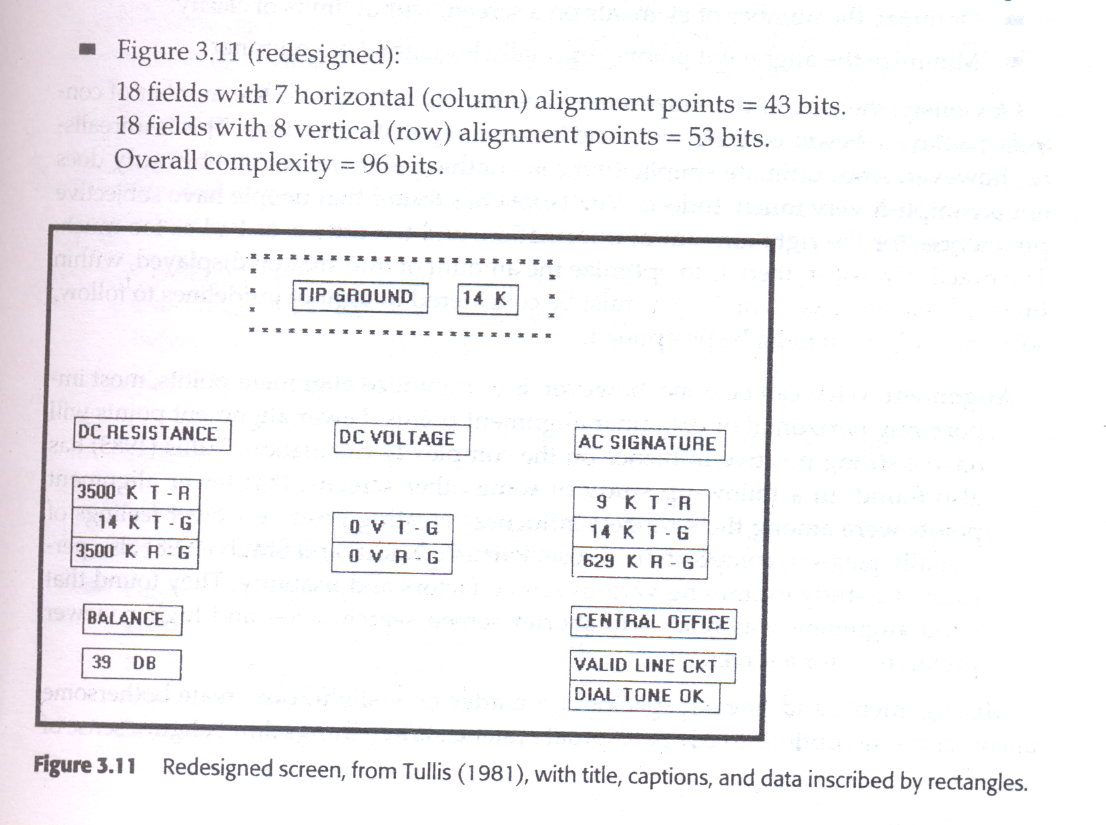 Figure 3.11 (redesigned):
18 fields with 7 horizontal (column) alignment points = 43 bits.
18 fields with 8 vertical (row) alignment points = 53 bits.
Overall complexity = 96 bits.
TIP GROUND 14 K
DC RESISTANCE DC VOLTAGE AC SIGNATURE
3500 K T-R 9 K T-R
14 K T-G 0 V T-G 14 K T-G
3500 K R-G 0 V R-G 629 K R-G
BALANCE CENTRAL OFFICE
39 DB VALID LINE CKT
DIAL TONE OK
Figure 3.11 Redesigned screen, from Tullis (1981), with title, captions, and data inscribed by rectangles.